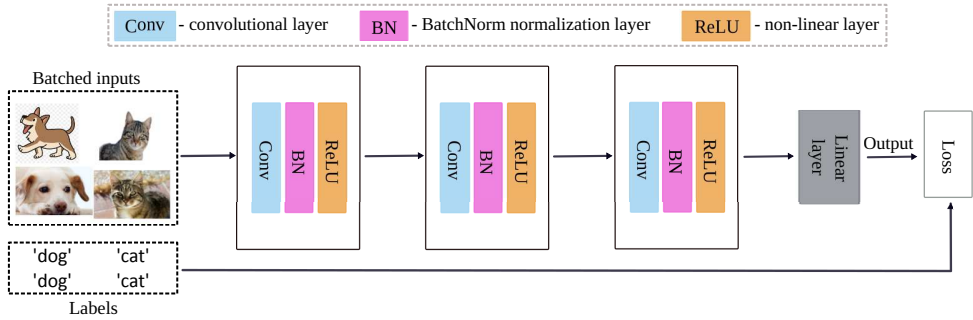 Conv - convolutional layer BN - BatchNorm normalization layer ReLU - non-linear layer
Batched inputs
Conv BN ReLU
Conv BN ReLU
Conv BN ReLU
Linear
layer
Output
Loss
'dog' 'cat'
'dog' 'cat'
Labels